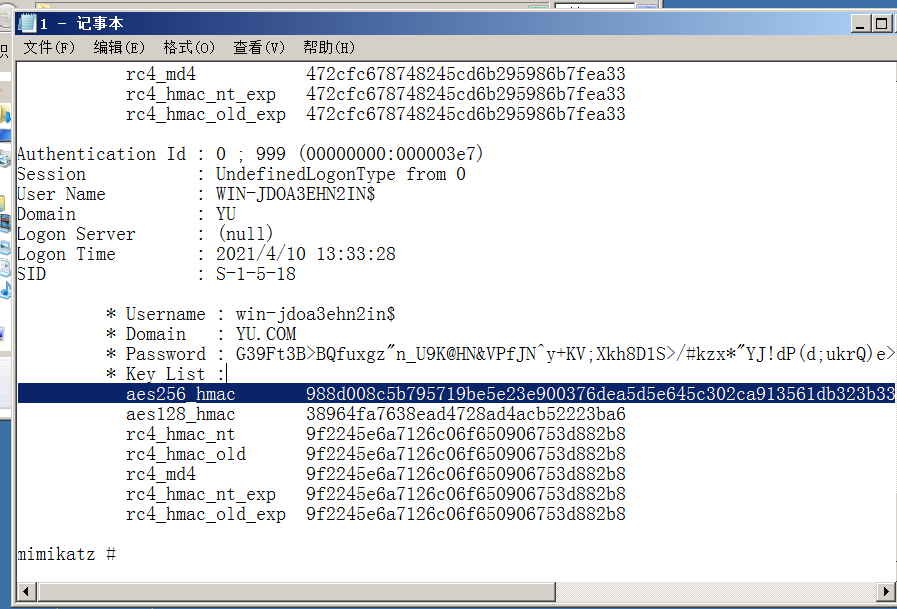 1 - 记事本
文件(F) 编辑(E) 格式(O) 查看(V) 帮助(H)
rc4_md4 472cfc678748245cd6b295986b7fea33
rc4_hmac_nt_exp 472cfc678748245cd6b295986b7fea33
rc4_hmac_old_exp 472cfc678748245cd6b295986b7fea33
Authentication Id : 0 ; 999 (00000000:000003e7)
Session : UndefinedLogonType from 0
User Name : WIN-JDOA3EHN2IN$
Domain : YU
Logon Server : (null)
Logon Time : 2021/4/10 13:33:28
SID : S-1-5-18
* Username : win-jdoa3ehn2in$
* Domain : YU.COM
* Password : G39Ft3B>BQfuxgz"n_U9K@HN&VPfJN^y+KV;Xkh8D1S>/#kzx*"YJ!dP(d;ukrQ)e>
* Key List :
aes256_hmac 988d008c5b795719be5e23e900376dea5d5e645c302ca913561db323b33
aes128_hmac 38964fa7638ead4728ad4acb52223ba6
rc4_hmac_nt 9f2245e6a7126c06f650906753d882b8
rc4_hmac_old 9f2245e6a7126c06f650906753d882b8
rc4_md4 9f2245e6a7126c06f650906753d882b8
rc4_hmac_nt_exp 9f2245e6a7126c06f650906753d882b8
rc4_hmac_old_exp 9f2245e6a7126c06f650906753d882b8
mimikatz #